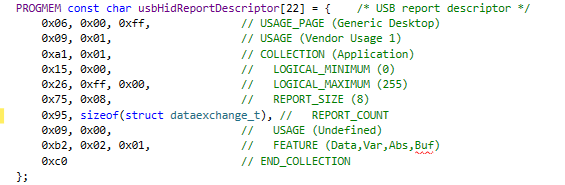 PROGMEM const char usbHidReportDescriptor[22] = {    /* USB report descriptor */
    0x06, 0x00, 0xff,              // USAGE_PAGE (Generic Desktop)
    0x09, 0x01,                    // USAGE (Vendor Usage 1)
    0xa1, 0x01,                    // COLLECTION (Application)
    0x15, 0x00,                    //   LOGICAL_MINIMUM (0)
    0x26, 0xff, 0x00,              //   LOGICAL_MAXIMUM (255)
    0x75, 0x08,                    //   REPORT_SIZE (8)
    0x95, sizeof(struct dataexchange_t), //   REPORT_COUNT
    0x09, 0x00,                    //   USAGE (Undefined)
    0xb2, 0x02, 0x01,              //   FEATURE (Data,Var,Abs,Buf)
    0xc0                           // END_COLLECTION
};